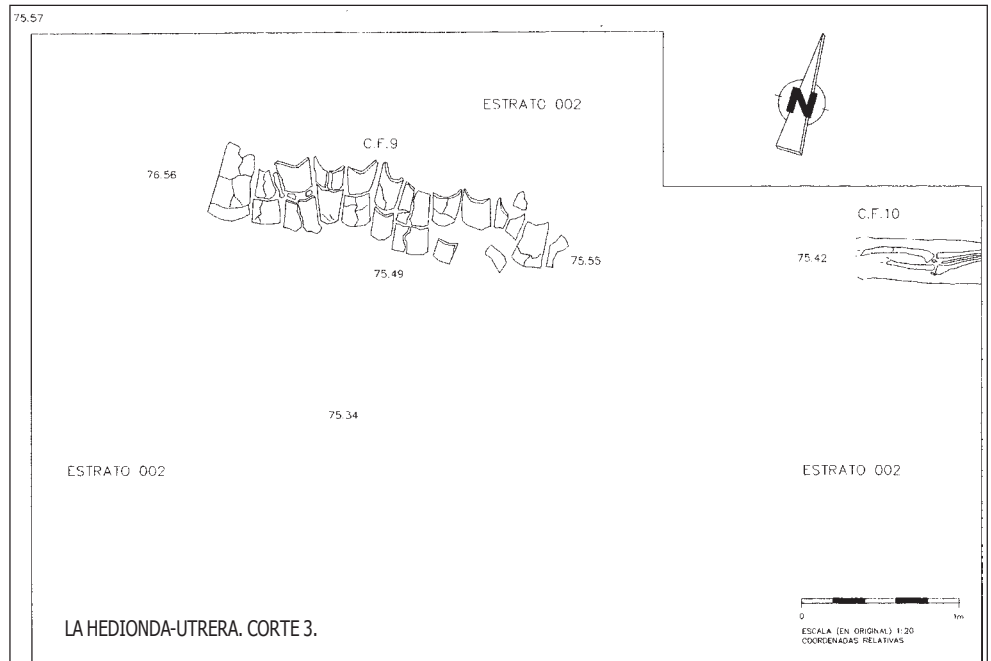 75.57
ESTRATO 002
N
C.F.9
76.56
C.F.10
75.42
75.49
75.55
75.34
ESTRATO 002
ESTRATO 002
0
1m
ESCALA (EN ORIGINAL) 1:20
COORDENADAS RELATIVAS
LA HEDIONDA-UTRERA. CORTE 3.